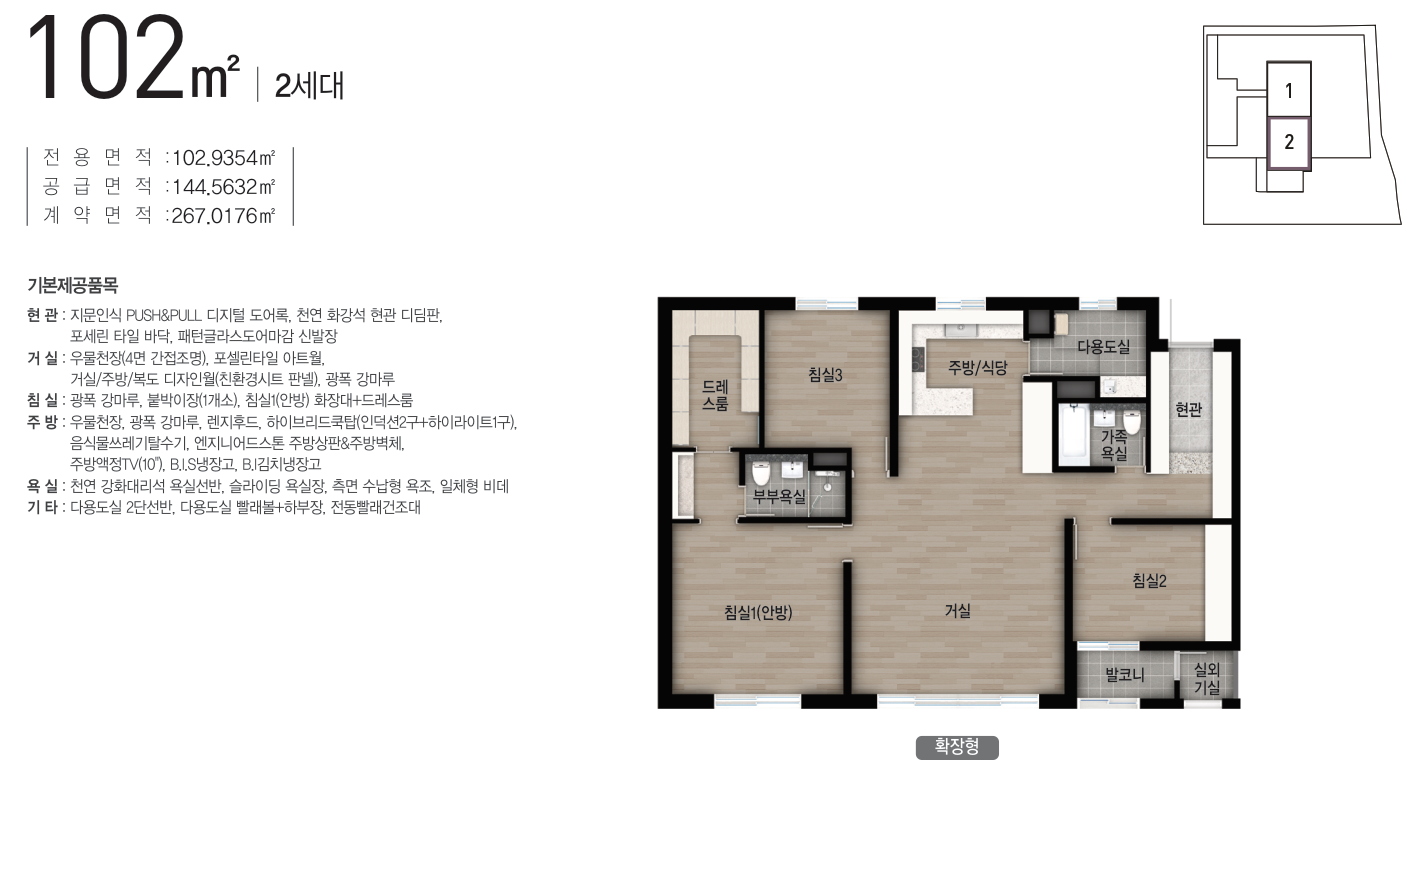 102㎡ | 2세대
전용면적 :102.9354㎡
공급면적 :144.5632㎡
계약면적 :267.0176㎡
1
2
기본제공품목
현 관 : 지문인식 PUSH&PULL 디지털 도어록, 천연 화강석 현관 디딤판,
포세린 타일 바닥, 패턴글라스도어마감 신발장
거 실 : 우물천장(4면 간접조명), 포셀린타일 아트월,
거실/주방/복도 디자인월(친환경시트 판넬), 광폭 강마루
침 실 : 광폭 강마루, 붙박이장(1개소), 침실1(안방) 화장대+드레스룸
주 방 : 우물천장, 광폭 강마루, 렌지후드, 하이브리드쿡탑(인덕션2구+하이라이트1구),
음식물쓰레기탈수기, 엔지니어드스톤 주방상판&주방벽체,
주방액정TV(10"), B.I.S냉장고, B.I김치냉장고
욕 실 : 천연 강화대리석 욕실선반, 슬라이딩 욕실장, 측면 수납형 욕조, 일체형 비데
기 타 : 다용도실 2단선반, 다용도실 빨래볼+하부장, 전동빨래건조대
드레
스룸
침실3
주방/식당
다용도실
현관
가족
욕실
부부욕실
침실1(안방)
거실
침실2
발코니
실외
기실
확장형